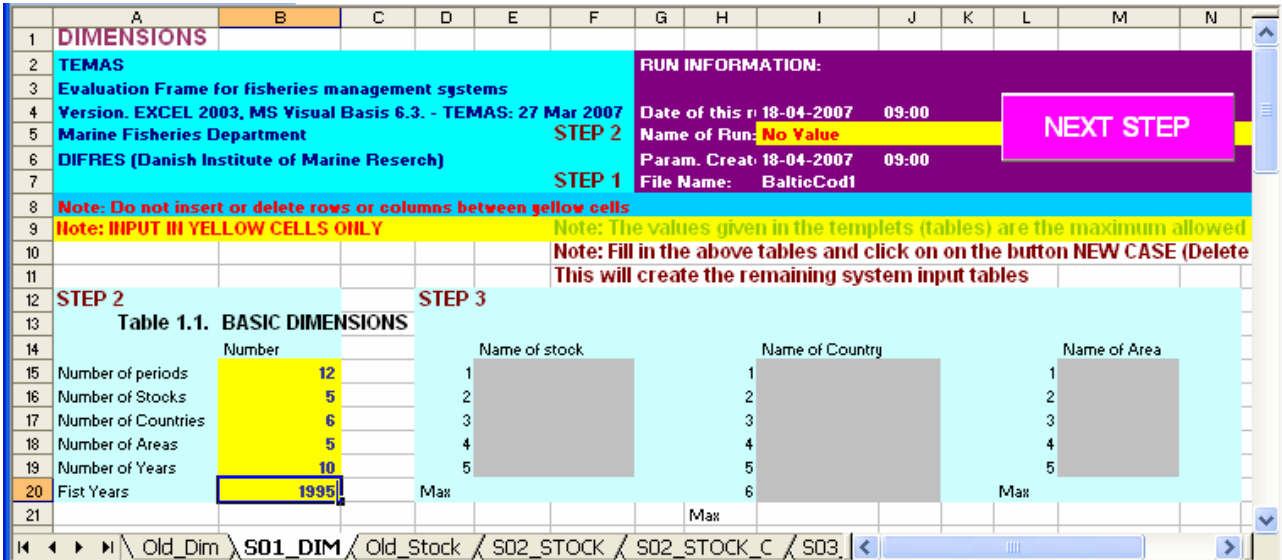 A B C D E F G H I J K L M N
1 DIMENSIONS
2 TEMAS RUN INFORMATION:
3 Evaluation Frame for fisheries management systems
4 Version. EXCEL 2003, MS Visual Basis 6.3. - TEMAS: 27 Mar 2007 Date of this r 18-04-2007 09:00
NEXT STEP
5 Marine Fisheries Department STEP 2 Name of Run: No Value
6 DIFRES (Danish Institute of Marine Reserch) Param. Creat 18-04-2007 09:00
7 STEP 1 File Name: BalticCod1
8 Note: Do not insert or delete rows or columns between yellow cells
9 Note: INPUT IN YELLOW CELLS ONLY Note: The values given in the templets (tables) are the maximum allowed
10 Note: Fill in the above tables and click on on the button NEW CASE (Delete
11 This will create the remaining system input tables
12 STEP 2 STEP 3
13 Table 1.1. BASIC DIMENSIONS
14 Number Name of stock Name of Country Name of Area
15 Number of periods 12 1 1 1
16 Number of Stocks 5 2 2 2
17 Number of Countries 6 3 3 3
18 Number of Areas 5 4 4 4
19 Number of Years 10 5 5 5
20 Fist Years 1995 Max 6 Max
21 Max
Old_Dim S01_DIM Old_Stock S02_STOCK S02_STOCK_C S03_